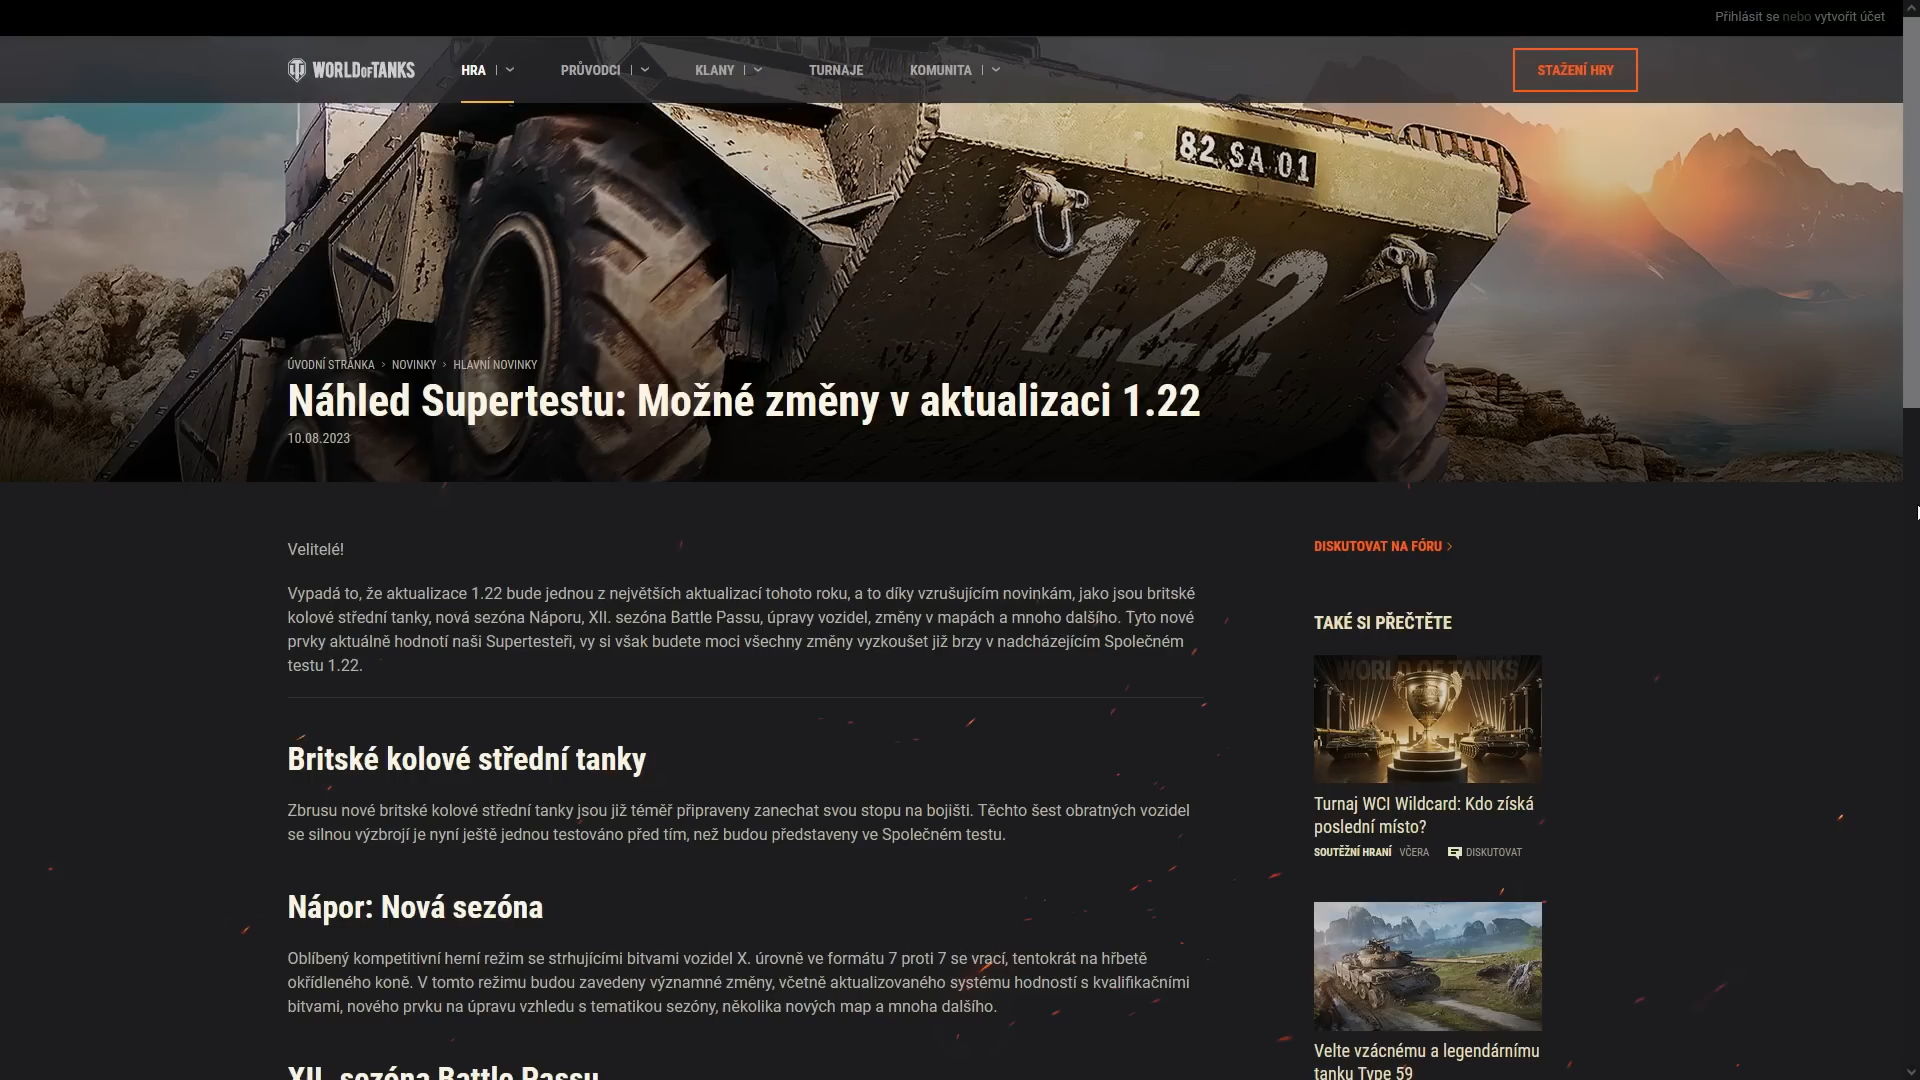 Přihlásit se nebo vytvořit účet
WORLD OF TANKS
HRA
PRŮVODCI
KLANY
TURNAJE
KOMUNITA
STAŽENÍ HRY
82 SA 01
1.22
ÚVODNÍ STRÁNKA > NOVINKY > HLAVNÍ NOVINKY
Náhled Supertestu: Možné změny v aktualizaci 1.22
10.08.2023
Velitelé!
Vypadá to, že aktualizace 1.22 bude jednou z největších aktualizací tohoto roku, a to díky vzrušujícím novinkám, jako jsou britské
kolové střední tanky, nová sezóna Náporu, XII. sezóna Battle Passu, úpravy vozidel, změny v mapách a mnoho dalšího. Tyto nové
prvky aktuálně hodnotí naši Supertesteři, vy si však budete moci všechny změny vyzkoušet již brzy v nadcházejícím Společném
testu 1.22.
Britské kolové střední tanky
Zbrusu nové britské kolové střední tanky jsou již téměř připraveny zanechat svou stopu na bojišti. Těchto šest obratných vozidel
se silnou výzbrojí je nyní ještě jednou testováno před tím, než budou představeny ve Společném testu.
Nápor: Nová sezóna
Oblíbený kompetitivní herní režim se strhujícími bitvami vozidel X. úrovně ve formátu 7 proti 7 se vrací, tentokrát na hřbetě
okřídleného koně. V tomto režimu budou zavedeny významné změny, včetně aktualizovaného systému hodností s kvalifikačními
bitvami, nového prvku na úpravu vzhledu s tematikou sezóny, několika nových map a mnoha dalšího.
XII. sezóna Battle Passu
DISKUTOVAT NA FÓRU >
TAKÉ SI PŘEČTĚTE
WORLD OF TANKS
Turnaj WCI Wildcard: Kdo získá
poslední místo?
SOUTĚŽNÍ HRANÍ VČERA DISKUTOVAT
Velte vzácnému a legendárnímu
tanku Type 59